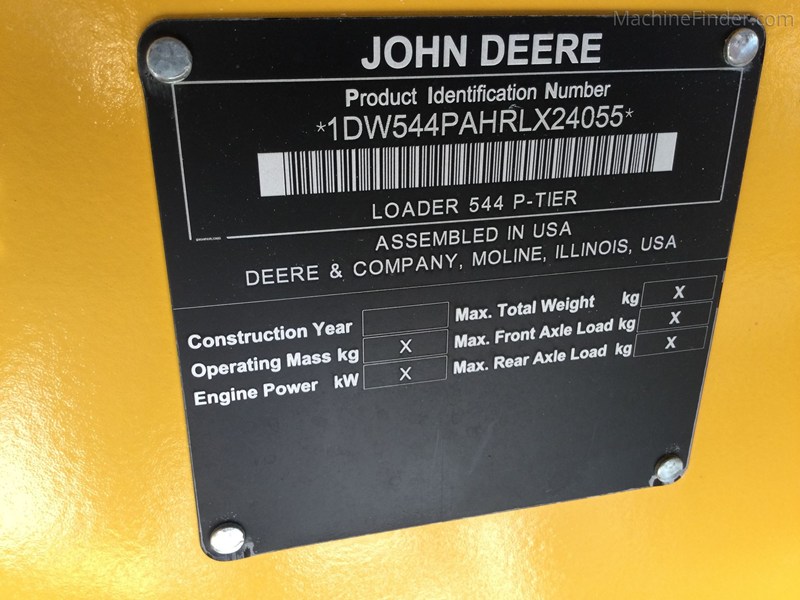 MachineFinder.com
JOHN DEERE
Product Identification Number
*1DW544PAHRLX24055*
LOADER 544 P-TIER
ASSEMBLED IN USA
DEERE & COMPANY, MOLINE, ILLINOIS, USA
Construction Year
Operating Mass kg X
Engine Power kW X
Max. Total Weight kg X
Max. Front Axle Load kg X
Max. Rear Axle Load kg X